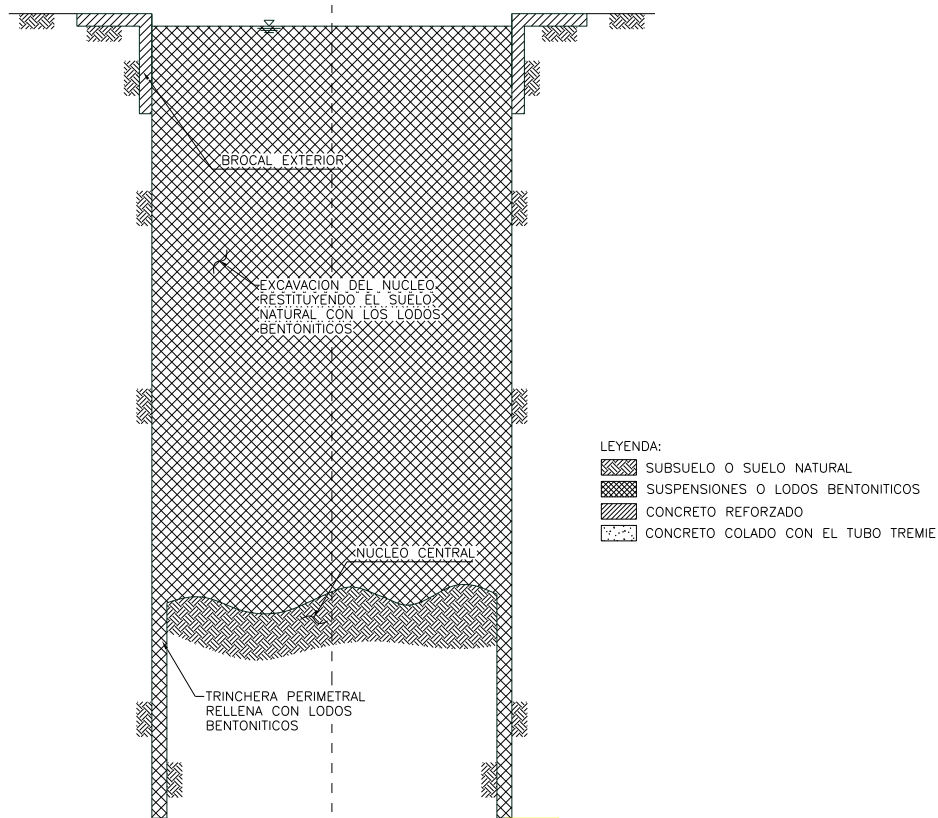 BROCAL EXTERIOR
EXCAVACION DEL NUCLEO
RESTITUYENDO EL SUELO
NATURAL CON LOS LODOS
BENTONITICOS
LEYENDA:
SUBSUELO O SUELO NATURAL
SUSPENSIONES O LODOS BENTONITICOS
CONCRETO REFORZADO
CONCRETO COLADO CON EL TUBO TREMIE
NUCLEO CENTRAL
TRINCHERA PERIMETRAL
RELLENA CON LODOS
BENTONITICOS